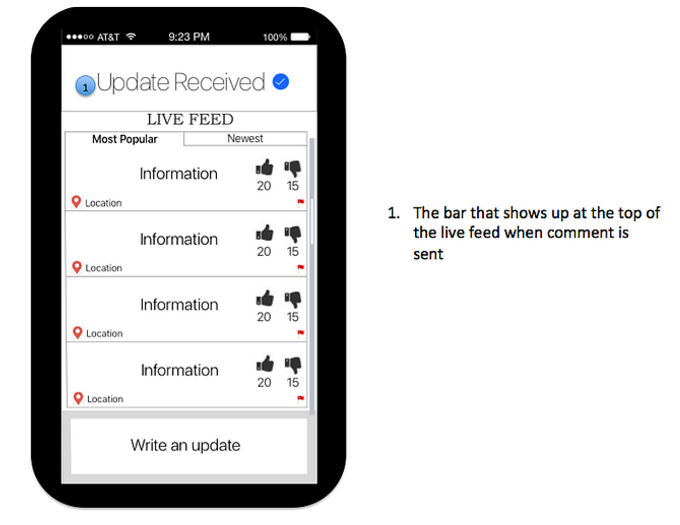 AT&T 9:23 PM 100%
1 Update Received
LIVE FEED
Most Popular Newest
Information
20 15
Location
Information
20 15
Location
Information
20 15
Location
Information
20 15
Location
Write an update
1. The bar that shows up at the top of
the live feed when comment is
sent